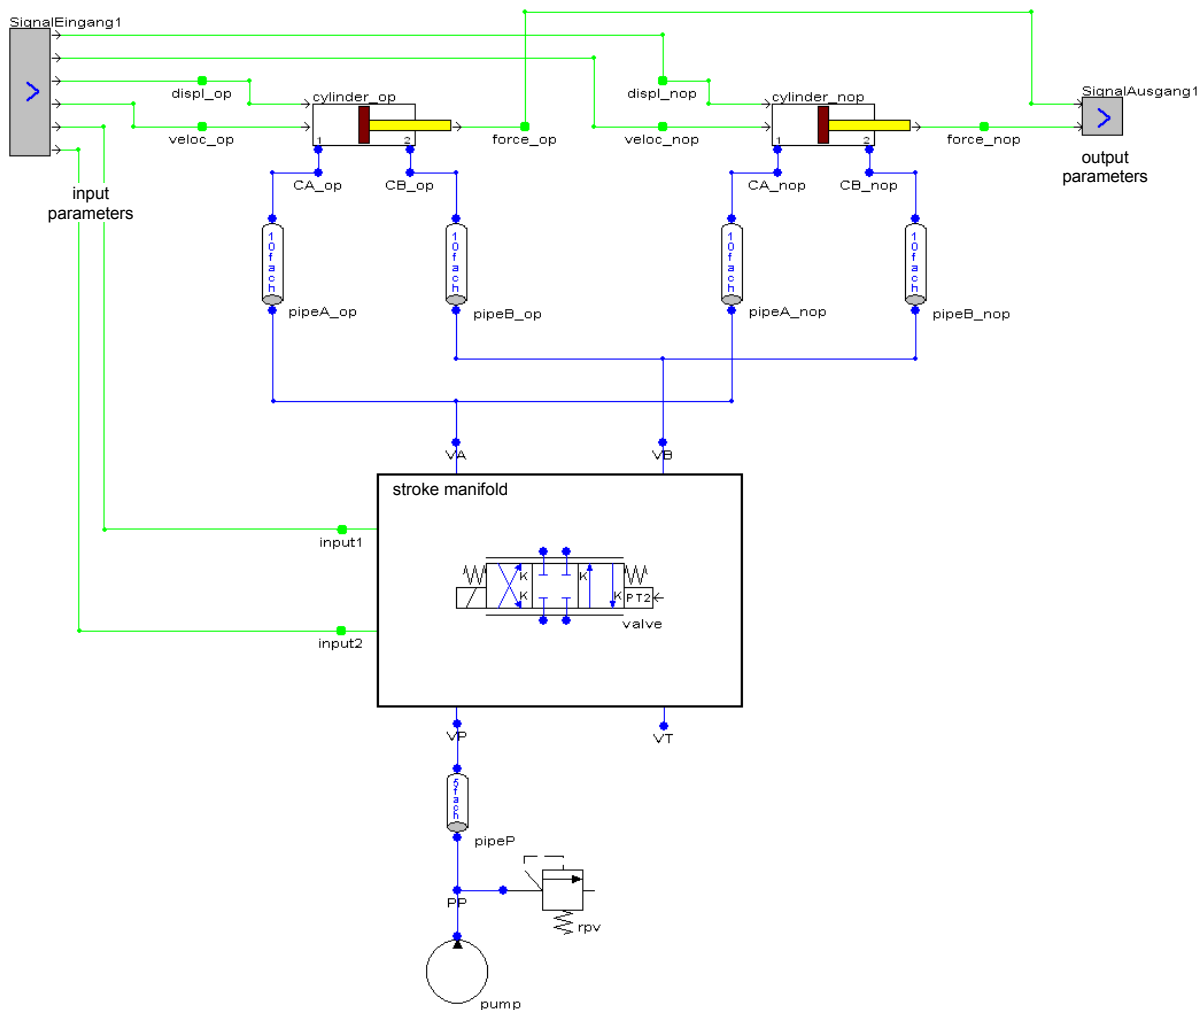 SignalEingang1
displ_op
cylinder_op
displ_nop
cylinder_nop
SignalAusgang1
veloc_op
1
2
force_op
veloc_nop
1
2
force_nop
output
parameters
input
parameters
CA_op
CB_op
CA_nop
CB_nop
10fach
10fach
10fach
10fach
pipeA_op
pipeB_op
pipeA_nop
pipeB_nop
VA
VB
stroke manifold
input1
K
K
K
K
PT2
valve
input2
VP
VT
5fach
pipeP
PP
rpv
pump